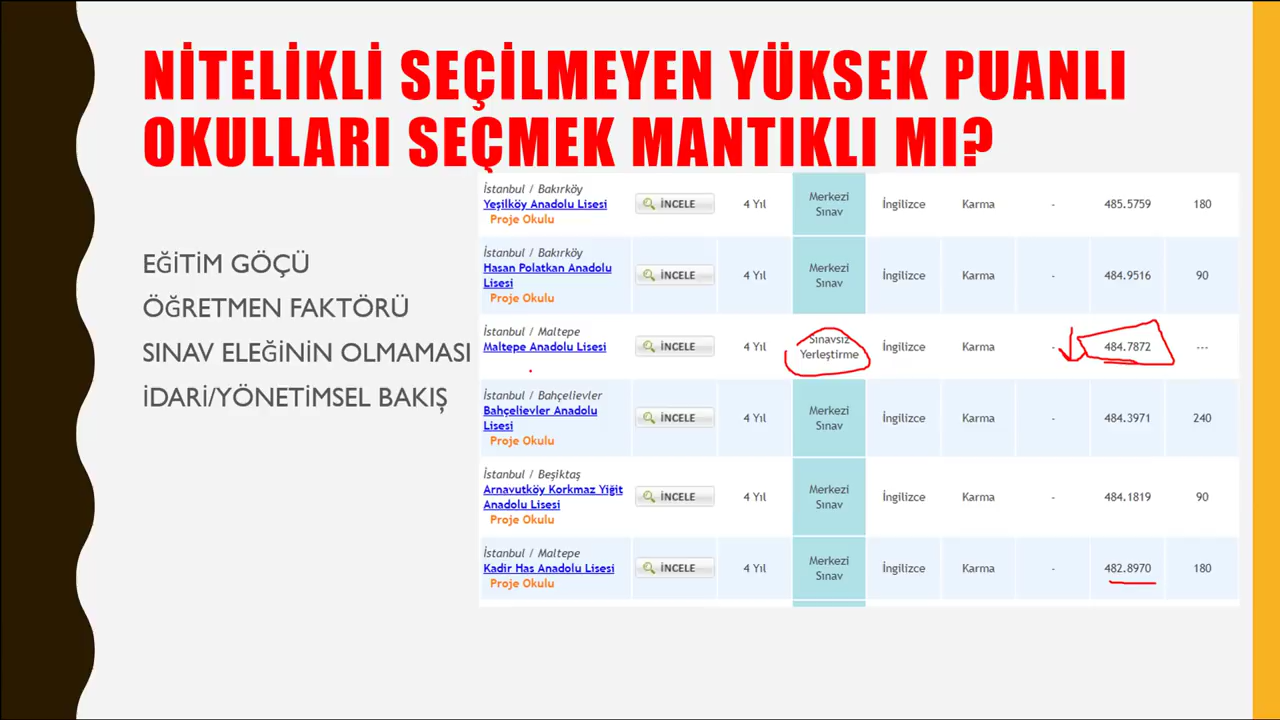 NİTELİKLİ SEÇİLMEYEN YÜKSEK PUANLI
OKULLARI SEÇMEK MANTIKLI MI?
EĞİTİM GÖÇÜ
ÖĞRETMEN FAKTÖRÜ
SINAV ELEĞİNİN OLMAMASI
İDARİ/YÖNETİMSEL BAKIŞ
İstanbul / Bakırköy
Yeşilköy Anadolu Lisesi
Proje Okulu
İNCELE
4 Yıl
Merkezi
Sınav
İngilizce
Karma
-
485.5759
180
İstanbul / Bakırköy
Hasan Polatkan Anadolu
Lisesi
Proje Okulu
İNCELE
4 Yıl
Merkezi
Sınav
İngilizce
Karma
-
484.9516
90
İstanbul / Maltepe
Maltepe Anadolu Lisesi
İNCELE
4 Yıl
Sınavsız
Yerleştirme
İngilizce
Karma
-
484.7872
---
İstanbul / Bahçelievler
Bahçelievler Anadolu
Lisesi
Proje Okulu
İNCELE
4 Yıl
Merkezi
Sınav
İngilizce
Karma
-
484.3971
240
İstanbul / Beşiktaş
Arnavutköy Korkmaz Yiğit
Anadolu Lisesi
Proje Okulu
İNCELE
4 Yıl
Merkezi
Sınav
İngilizce
Karma
-
484.1819
90
İstanbul / Maltepe
Kadir Has Anadolu Lisesi
Proje Okulu
İNCELE
4 Yıl
Merkezi
Sınav
İngilizce
Karma
-
482.8970
180